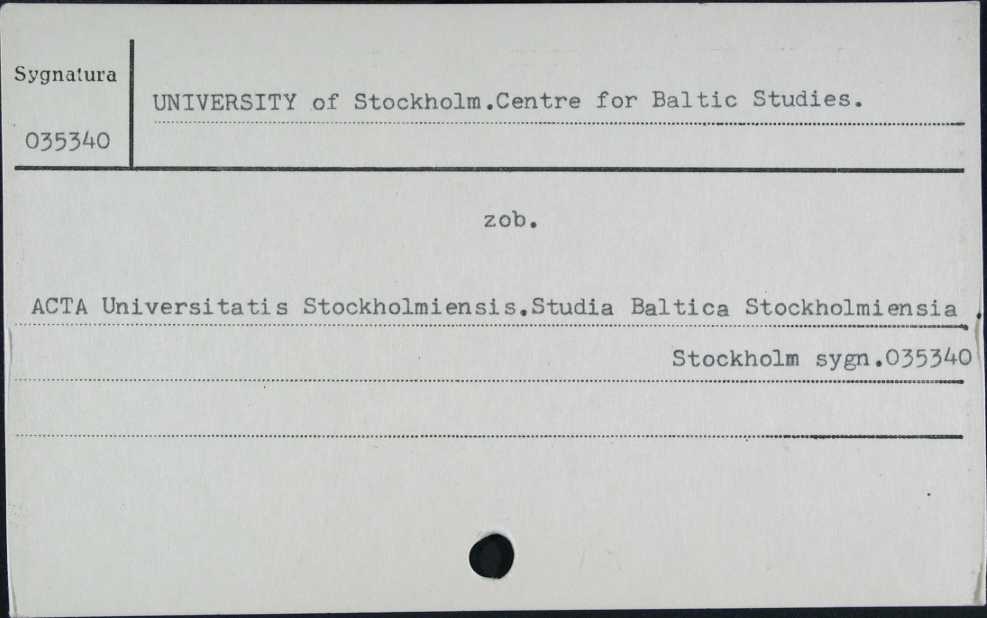 Sygnatura
UNIVERSITY of Stockholm.Centre for Baltic Studies.
035340
zob.
ACTA Universitatis Stockholmiensis.Studia Baltica Stockholmiensia.
Stockholm sygn.035340